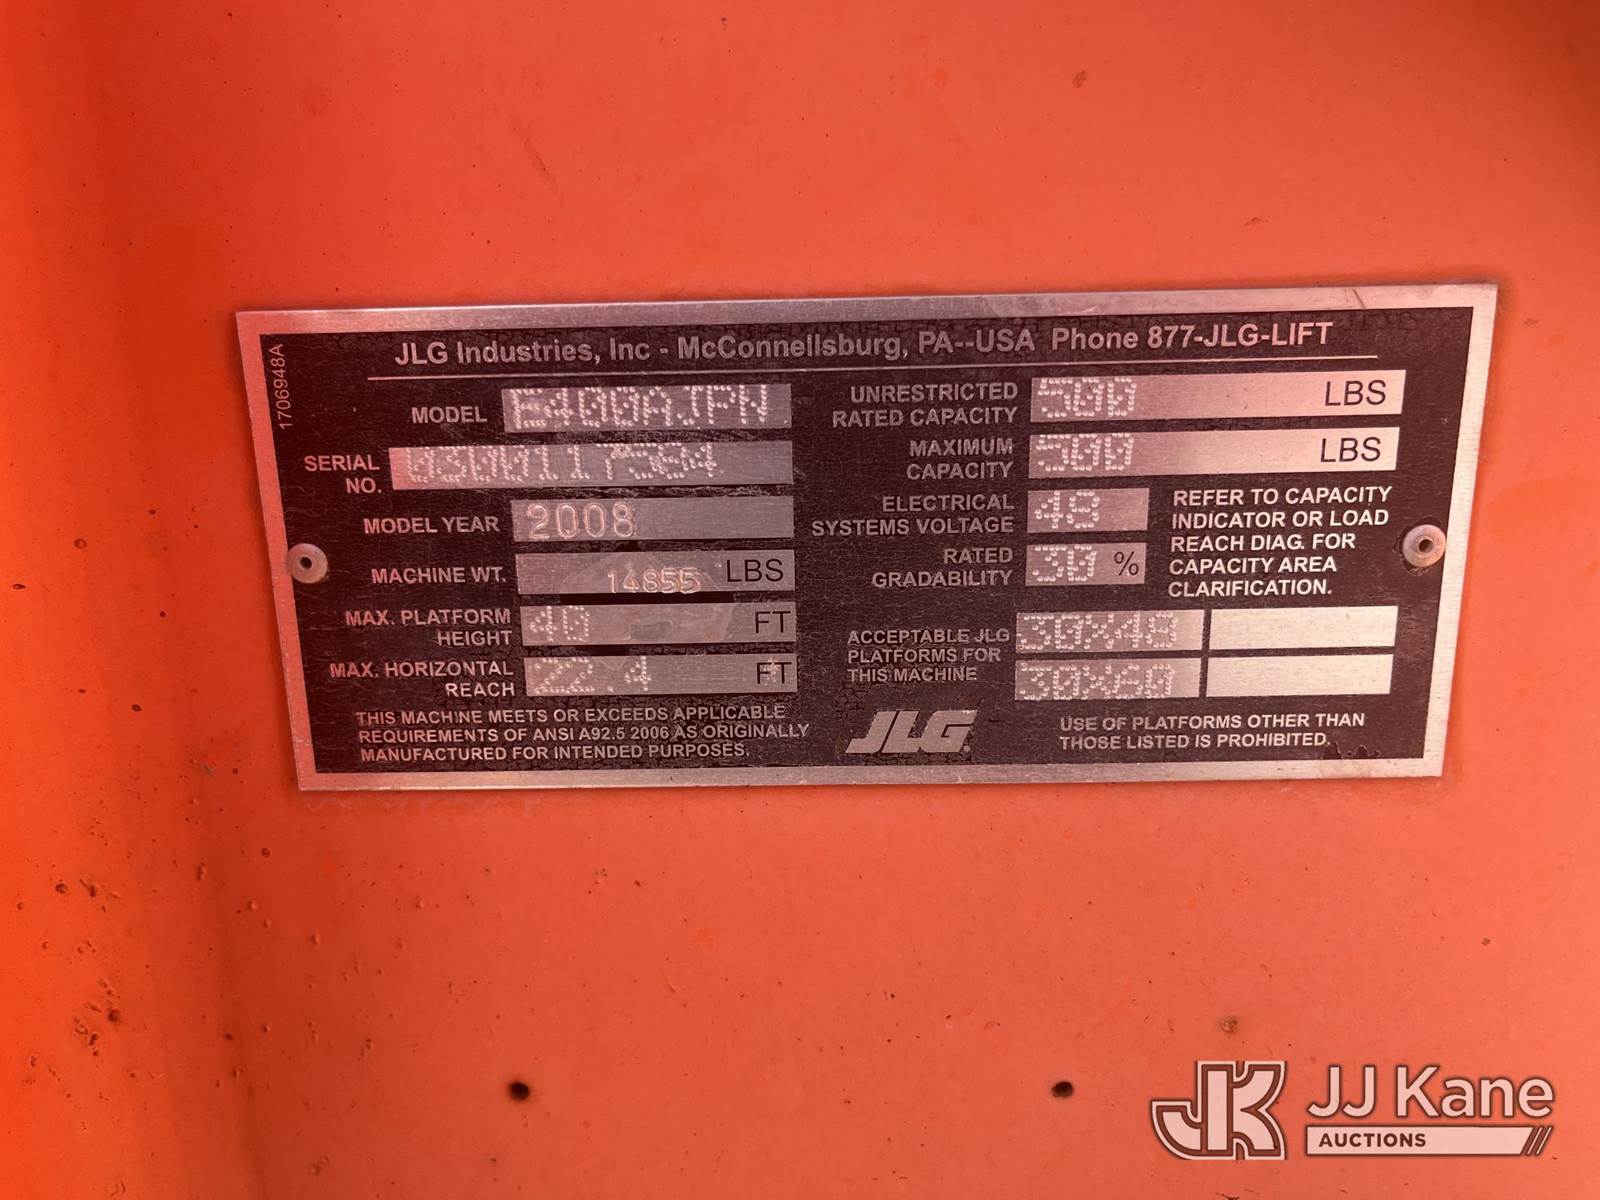 17069948A
JLG Industries, Inc - McConnellsburg, PA--USA Phone 877-JLG-LIFT
MODEL E400AJPN
SERIAL NO.
MODEL YEAR 2008
MACHINE WT. 14855 LBS
MAX. PLATFORM HEIGHT 40 FT
MAX. HORIZONTAL REACH 22.4 FT
THIS MACHINE MEETS OR EXCEEDS APPLICABLE
REQUIREMENTS OF ANSI A92.5 2006 AS ORIGINALLY
MANUFACTURED FOR INTENDED PURPOSES.
UNRESTRICTED RATED CAPACITY 500 LBS
MAXIMUM CAPACITY 500 LBS
ELECTRICAL SYSTEMS VOLTAGE 48
RATED GRADABILITY 30 %
REFER TO CAPACITY
INDICATOR OR LOAD
REACH DIAG. FOR
CAPACITY AREA
CLARIFICATION.
ACCEPTABLE JLG
PLATFORMS FOR
THIS MACHINE
30X48
30X60
JLG
USE OF PLATFORMS OTHER THAN
THOSE LISTED IS PROHIBITED.
JK JJ Kane
AUCTIONS